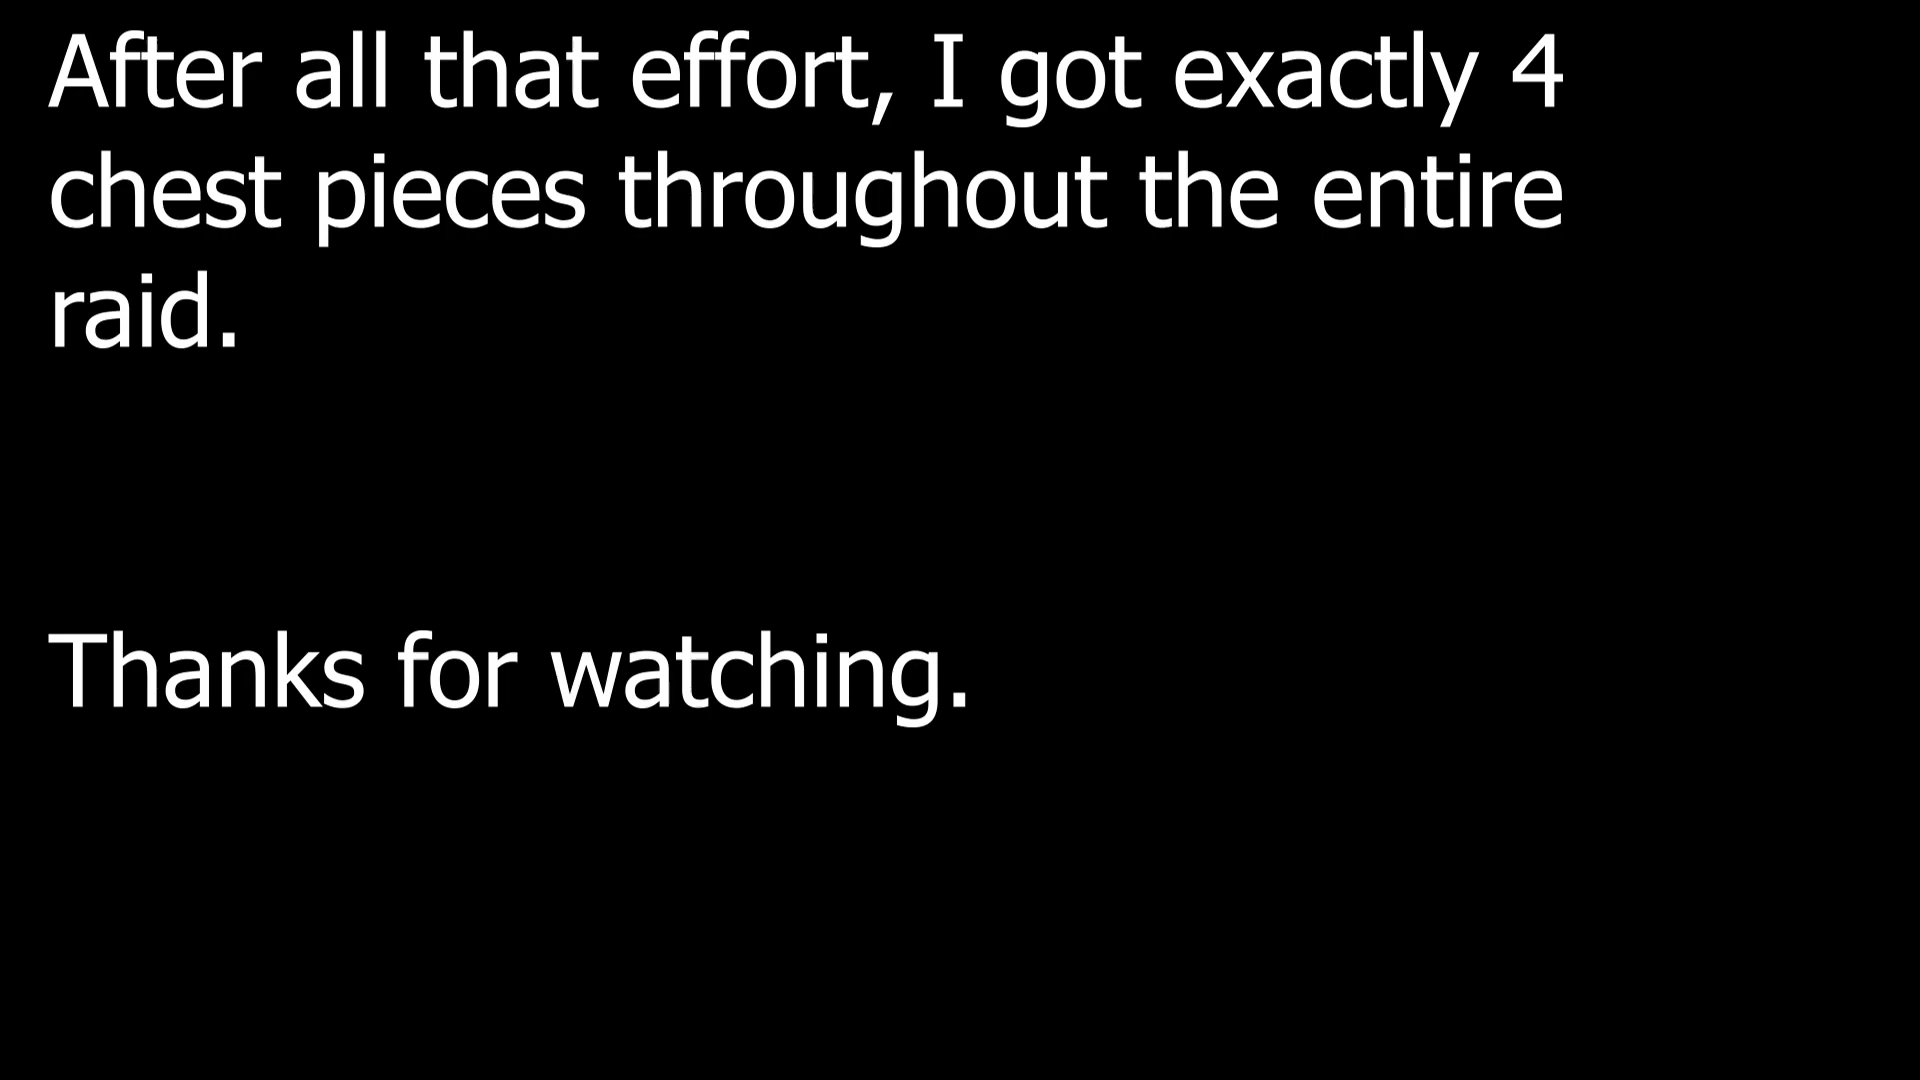 After all that effort, I got exactly 4
chest pieces throughout the entire
raid.
Thanks for watching.